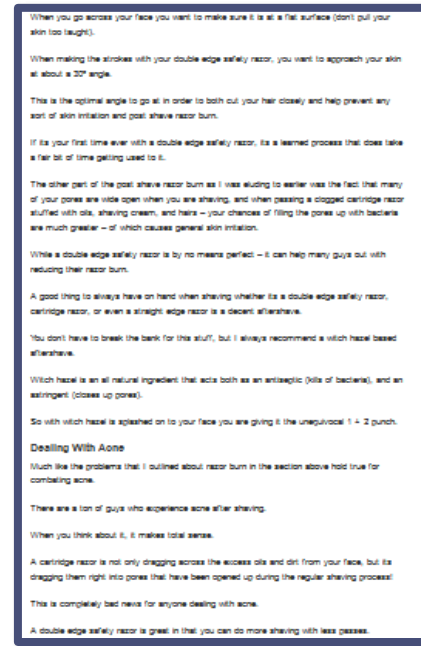 When you go across your face you want to make sure it is at a flat surface (don't pull your
skin too taught).
When making the strokes with your double edge safety razor, you want to approach your skin
at about a 30° angle.
This is the optimal angle to go at in order to both cut your hair closely and help prevent any
sort of skin irritation and post shave razor burn.
If its your first time ever with a double edge safety razor, its a learned process that does take
a fair bit of time getting used to it.
The other part of the post shave razor burn as I was eluding to earlier was the fact that many
of your pores are wide open when you are shaving, and when passing a clogged cartridge razor
stuffed with oils, shaving cream, and hairs – your chances of filling the pores up with bacteria
are much greater – of which causes general skin irritation.
While a double edge safety razor is by no means perfect – it can help many guys out with
reducing their razor burn.
A good thing to always have on hand when shaving whether its a double edge safety razor,
cartridge razor, or even a straight edge razor is a decent aftershave.
You don't have to break the bank for this stuff, but I always recommend a witch hazel based
aftershave.
Witch hazel is an all natural ingredient that acts both as an antiseptic (kills of bacteria), and an
astringent (closes up pores).
So with witch hazel is splashed on to your face you are giving it the unequivocal 1 + 2 punch.
Dealing With Acne
Much like the problems that I outlined about razor burn in the section above hold true for
combating acne.
There are a ton of guys who experience acne after shaving.
When you think about it, it makes total sense.
A cartridge razor is not only dragging across the excess oils and dirt from your face, but its
dragging them right into pores that have been opened up during the regular shaving process!
This is completely bad news for anyone dealing with acne.
A double edge safety razor is great in that you can do more shaving with less passes.